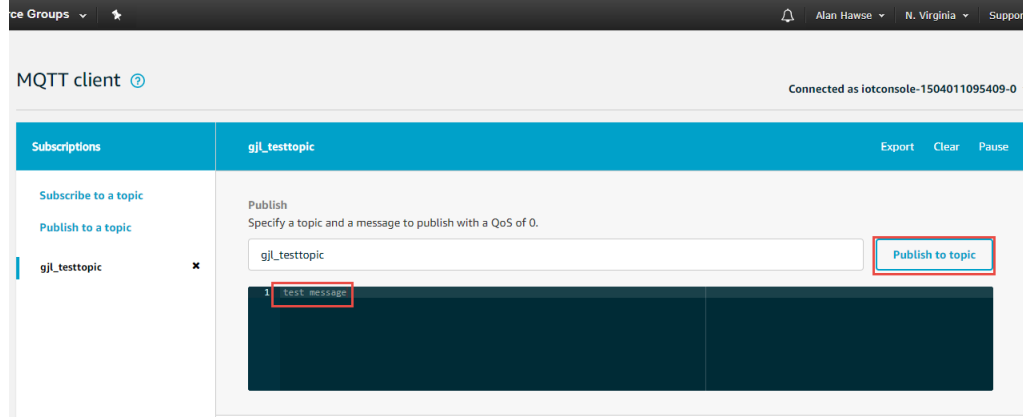 ce Groups Alan Hawse N. Virginia Suppor
MQTT client ?
Connected as iotconsole-1504011095409-0
Subscriptions gjl_testtopic Export Clear Pause
Subscribe to a topic
Publish to a topic
gjl_testtopic ×
Publish
Specify a topic and a message to publish with a QoS of 0.
gjl_testtopic Publish to topic
1 test message